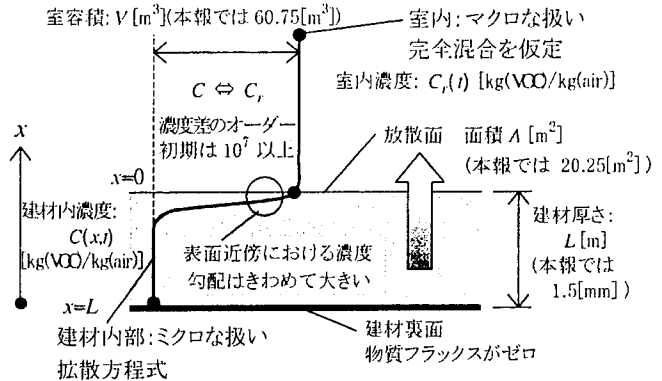 室容積: V [m³](本報では 60.75[m³])
室内:マクロな扱い
完全混合を仮定
室内濃度: Cr(t) [kg(VOC)/kg(air)]
C ⇔ Cr
濃度差のオーダー
初期は 10⁷ 以上
x
x=0
放散面
面積 A [m²]
(本報では 20.25[m²])
建材内濃度:
C(x,t)
[kg(VOC)/kg(air)]
表面近傍における濃度
勾配はきわめて大きい
建材厚さ:
L [m]
(本報では
1.5[mm])
x=L
建材内部:ミクロな扱い
拡散方程式
建材裏面
物質フラックスがゼロ